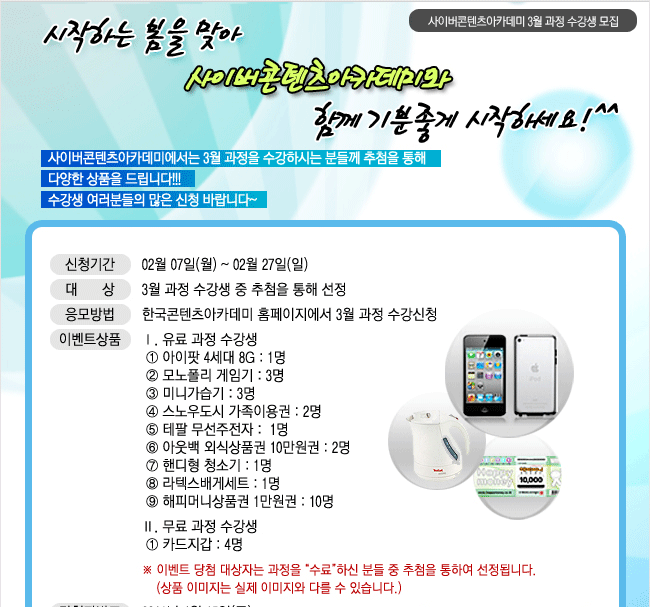 사이버콘텐츠아카데미 3월 과정 수강생 모집
시작하는 봄을 맞아
사이버콘텐츠아카데미와
함께 기분좋게 시작하세요!^^
사이버콘텐츠아카데미에서는 3월 과정을 수강하시는 분들께 추첨을 통해
다양한 상품을 드립니다!!!
수강생 여러분들의 많은 신청 바랍니다~
신청기간 02월 07일(월) ~ 02월 27일(일)
대 상 3월 과정 수강생 중 추첨을 통해 선정
응모방법 한국콘텐츠아카데미 홈페이지에서 3월 과정 수강신청
이벤트상품 Ⅰ. 유료 과정 수강생
① 아이팟 4세대 8G : 1명
② 모노폴리 게임기 : 3명
③ 미니가습기 : 3명
④ 스노우도시 가족이용권 : 2명
⑤ 테팔 무선주전자 : 1명
⑥ 아웃백 외식상품권 10만원권 : 2명
⑦ 핸디형 청소기 : 1명
⑧ 라텍스배게세트 : 1명
⑨ 해피머니상품권 1만원권 : 10명
Ⅱ. 무료 과정 수강생
① 카드지갑 : 4명
※ 이벤트 당첨 대상자는 과정을 "수료"하신 분들 중 추첨을 통하여 선정됩니다.
(상품 이미지는 실제 이미지와 다를 수 있습니다.)
iPod
Tefal
Happy money
10,000